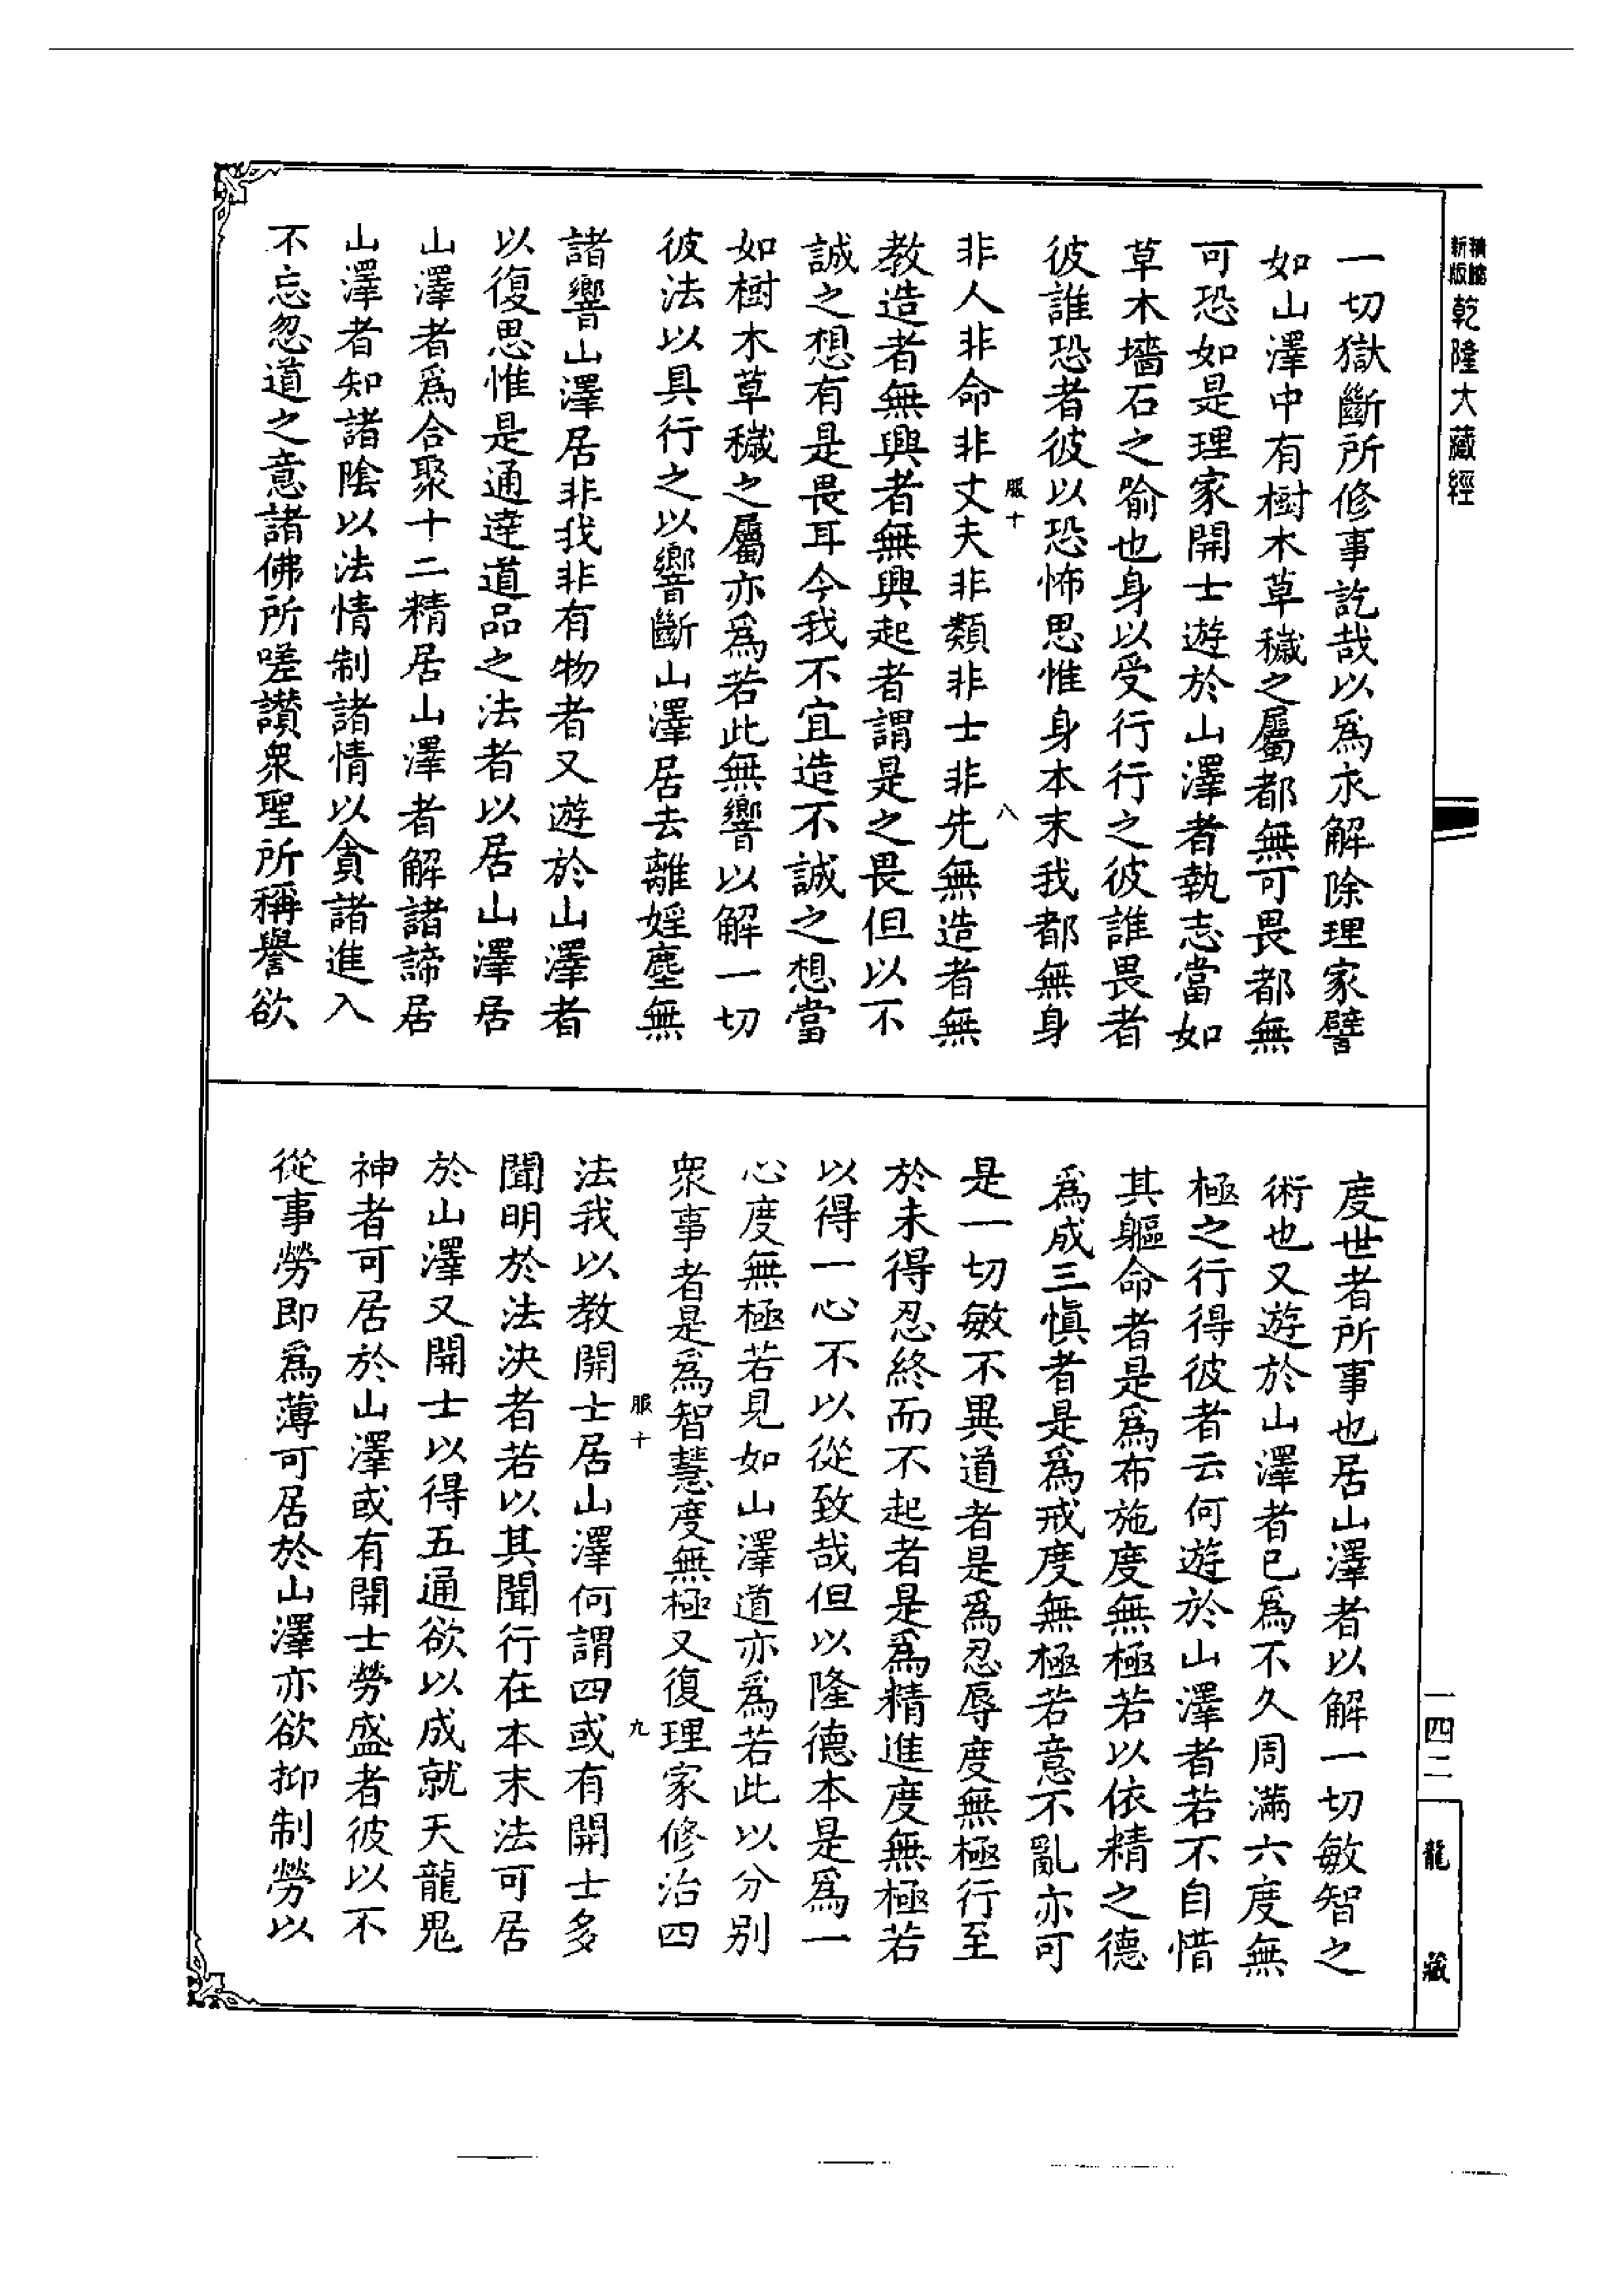 新版
精縮
乾隆大藏經
一切獄斷所修事訖哉以爲永解除理家譬
如山澤中有樹木草穢之屬都無可畏都無
可恐如是理家開士遊於山澤者執志當如
草木墻石之喻也身以受行行之彼誰畏者
彼誰恐者彼以恐怖思惟身本末我都無身
服十
八
非人非命非丈夫非類非士非先無造者無
教造者無興者無興起者謂是之畏但以不
誠之想有是畏耳今我不宜造不誠之想當
如樹木草穢之屬亦爲若此無響以解一切
彼法以具行之以響斷山澤居去離婬塵無
諸響山澤居非我非有物者又遊於山澤者
以復思惟是通達道品之法者以居山澤居
山澤者爲合聚十二精居山澤者解諸諦居
山澤者知諸陰以法情制諸情以貪諸進入
不忘忽道之意諸佛所嗟讚衆聖所稱譽欲
度世者所事也居山澤者以解一切敏智之
術也又遊於山澤者已爲不久周滿六度無
極之行得彼者云何遊於山澤者若不自惜
其軀命者是爲布施度無極若以依精之德
爲成三愼者是爲戒度無極若意不亂亦可
是一切敏不異道者是爲忍辱度無極行至
於未得忍終而不起者是爲精進度無極若
以得一心不以從致哉但以隆德本是爲一
心度無極若見如山澤道亦爲若此以分別
衆事者是爲智慧度無極又復理家修治四
服十
九
法我以教開士居山澤何謂四或有開士多
聞明於法決者若以其聞行在本末法可居
於山澤又開士以得五通欲以成就天龍鬼
神者可居於山澤或有開士勞盛者彼以不
從事勞即爲薄可居於山澤亦欲抑制勞以
一四二
龍藏